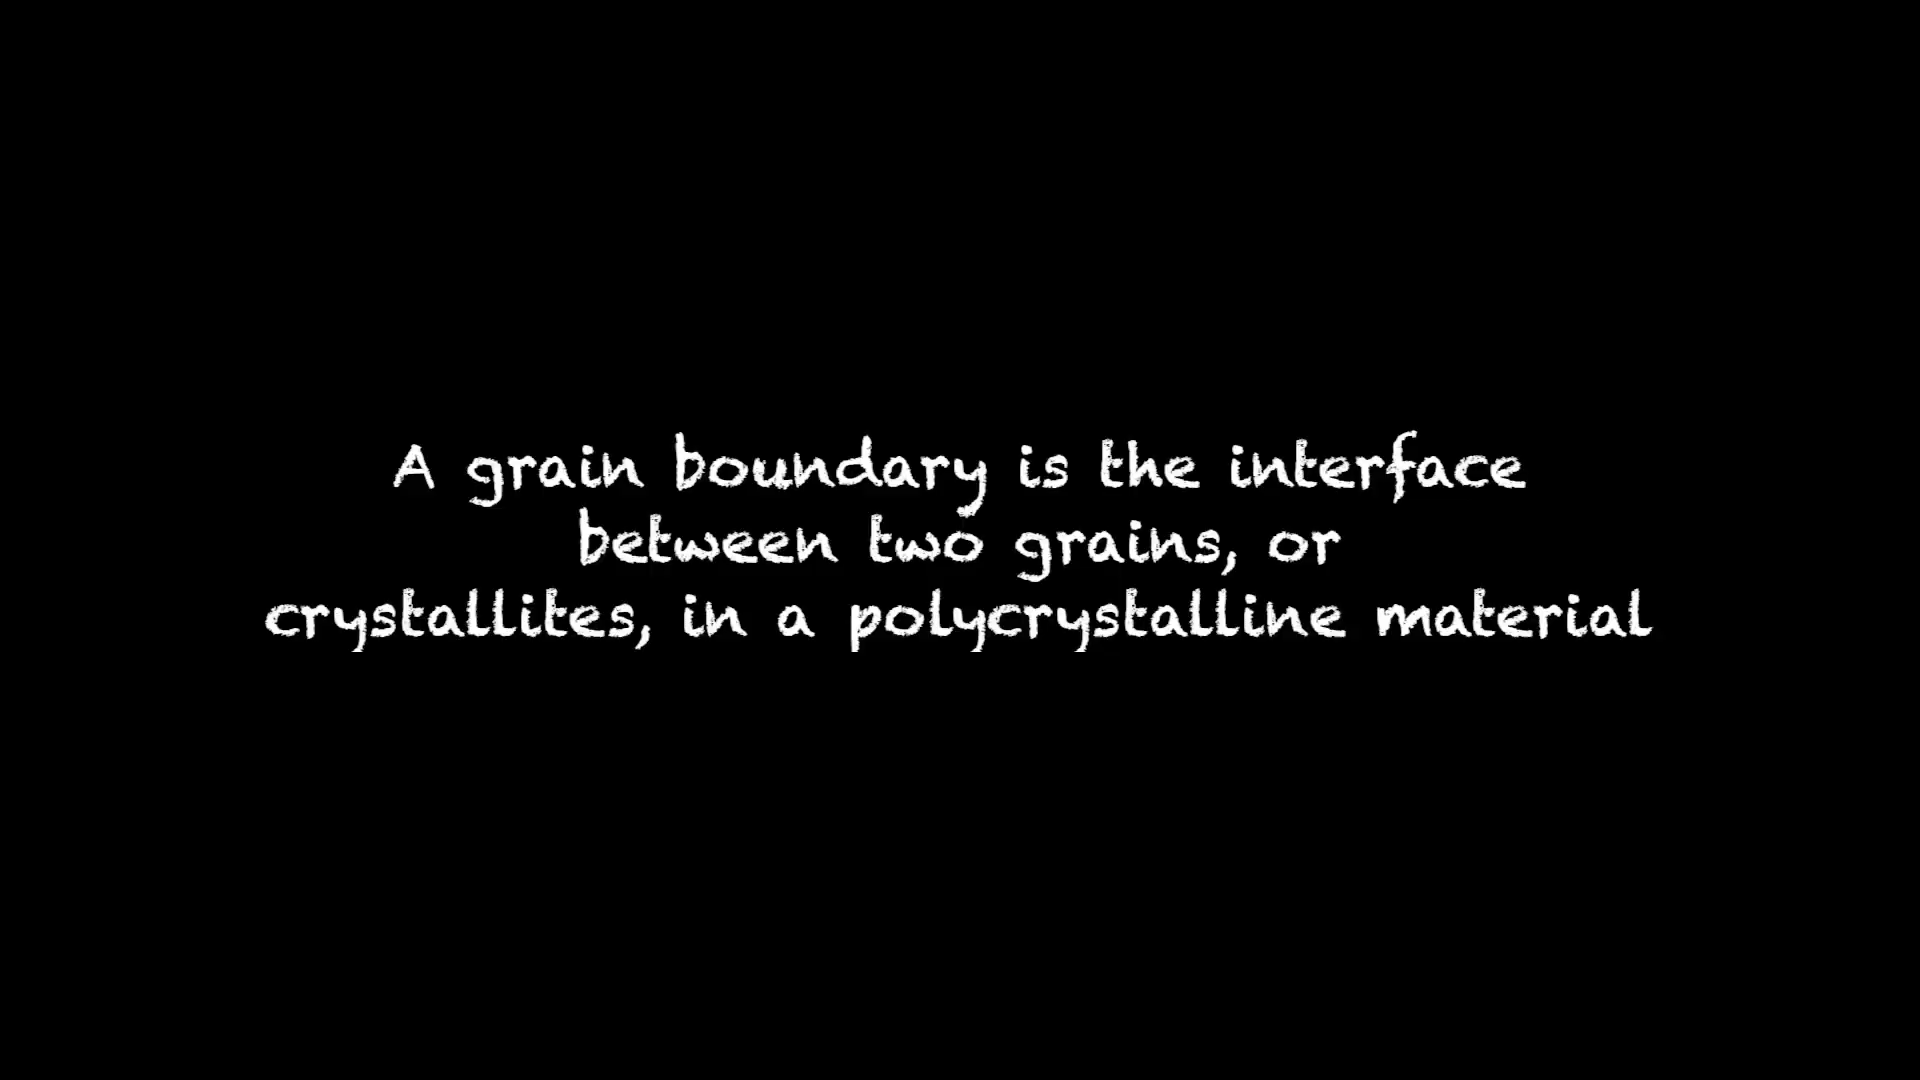 A grain boundary is the interface
between two grains, or
crystallites, in a polycrystalline material